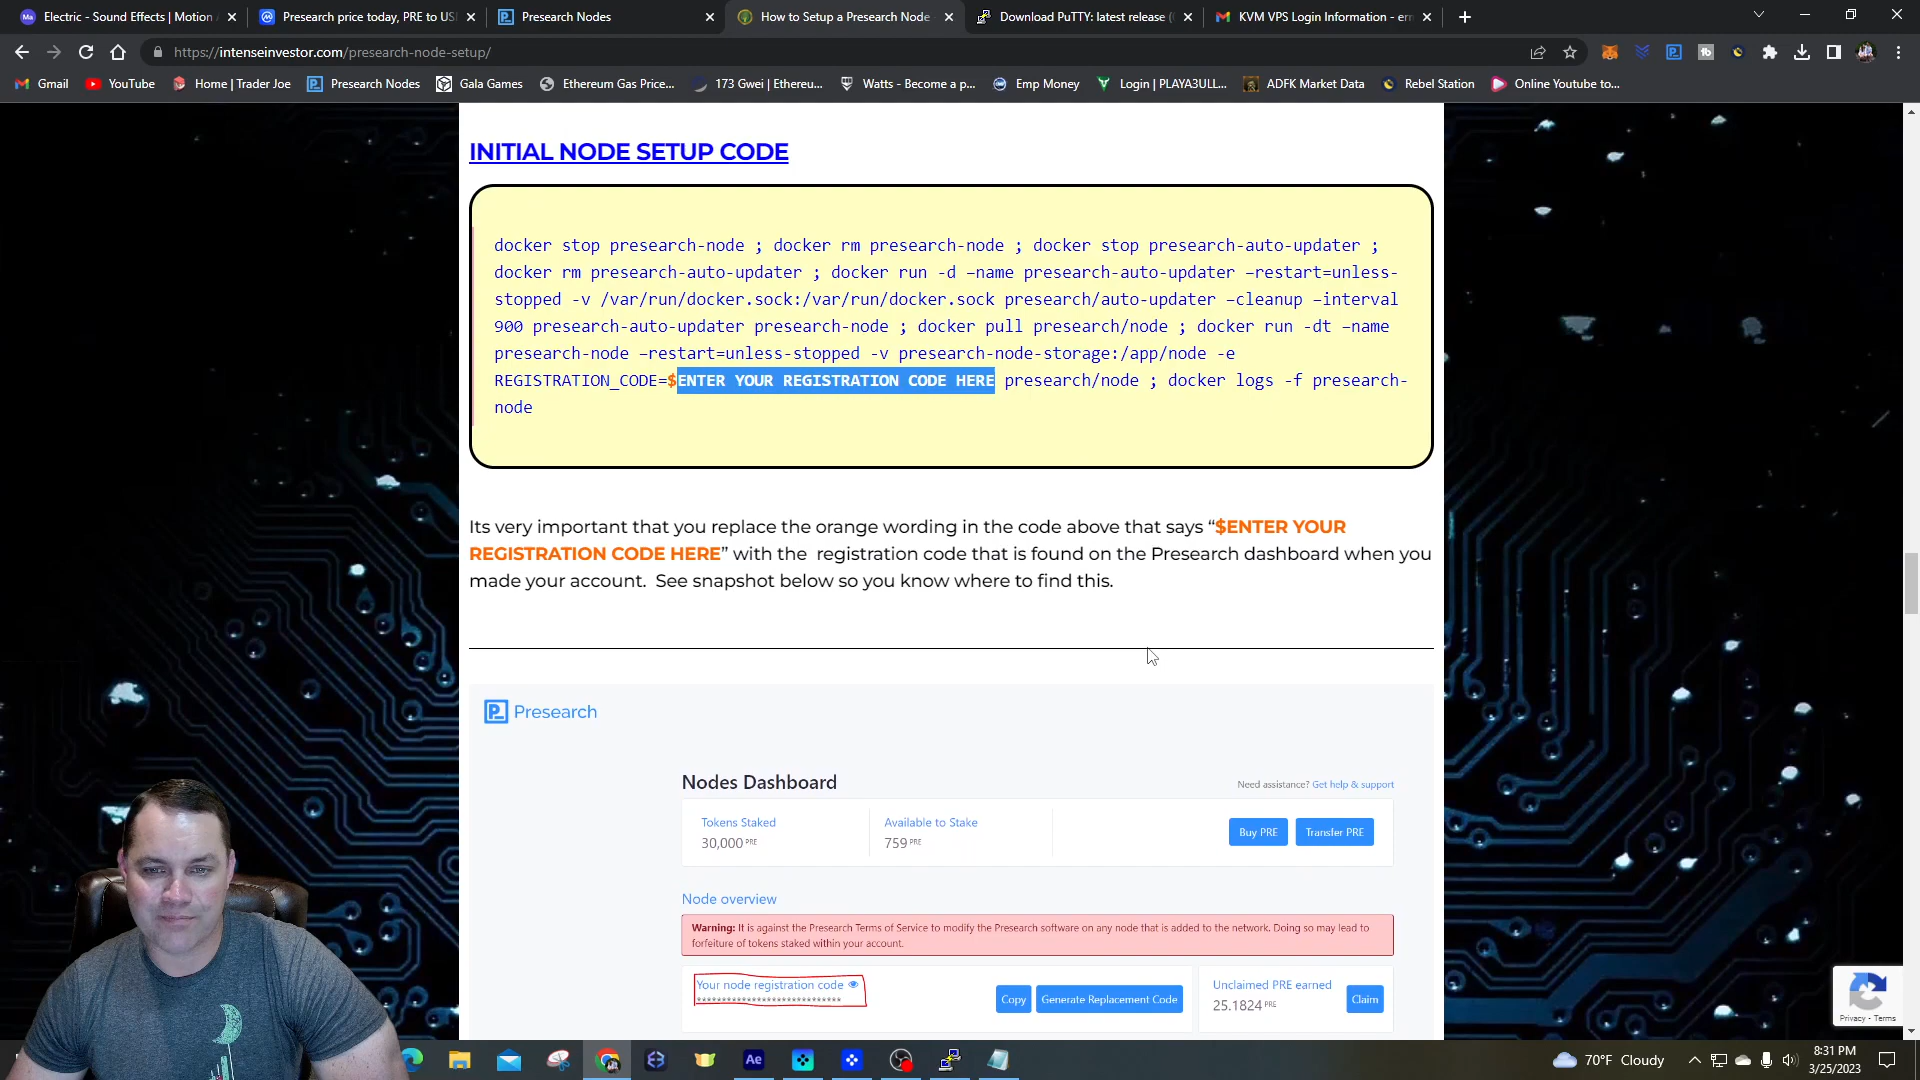 Electric - Sound Effects | Motion
Presearch price today, PRE to US
Presearch Nodes
How to Setup a Presearch Node
Download PuTTY: latest release (
KVM VPS Login Information - err
https://intenseinvestor.com/presearch-node-setup/
Gmail
YouTube
Home | Trader Joe
Presearch Nodes
Gala Games
Ethereum Gas Price...
173 Gwei | Ethereu...
Watts - Become a p...
Emp Money
Login | PLAYA3ULL...
ADFK Market Data
Rebel Station
Online Youtube to...
INITIAL NODE SETUP CODE
docker stop presearch-node ; docker rm presearch-node ; docker stop presearch-auto-updater ;
docker rm presearch-auto-updater ; docker run -d –name presearch-auto-updater –restart=unless-
stopped -v /var/run/docker.sock:/var/run/docker.sock presearch/auto-updater –cleanup –interval
900 presearch-auto-updater presearch-node ; docker pull presearch/node ; docker run -dt –name
presearch-node –restart=unless-stopped -v presearch-node-storage:/app/node -e
REGISTRATION_CODE=$ENTER YOUR REGISTRATION CODE HERE presearch/node ; docker logs -f presearch-
node
Its very important that you replace the orange wording in the code above that says “$ENTER YOUR
REGISTRATION CODE HERE” with the  registration code that is found on the Presearch dashboard when you
made your account.  See snapshot below so you know where to find this.
Presearch
Nodes Dashboard
Need assistance? Get help & support
Tokens Staked
Available to Stake
30,000 PRE
759 PRE
Buy PRE
Transfer PRE
Node overview
Warning: It is against the Presearch Terms of Service to modify the Presearch software on any node that is added to the network. Doing so may lead to
forfeiture of tokens staked within your account.
Your node registration code
*****************************
Copy
Generate Replacement Code
Unclaimed PRE earned
25.1824 PRE
Claim
Privacy - Terms
Ae
70°F Cloudy
8:31 PM
3/25/2023